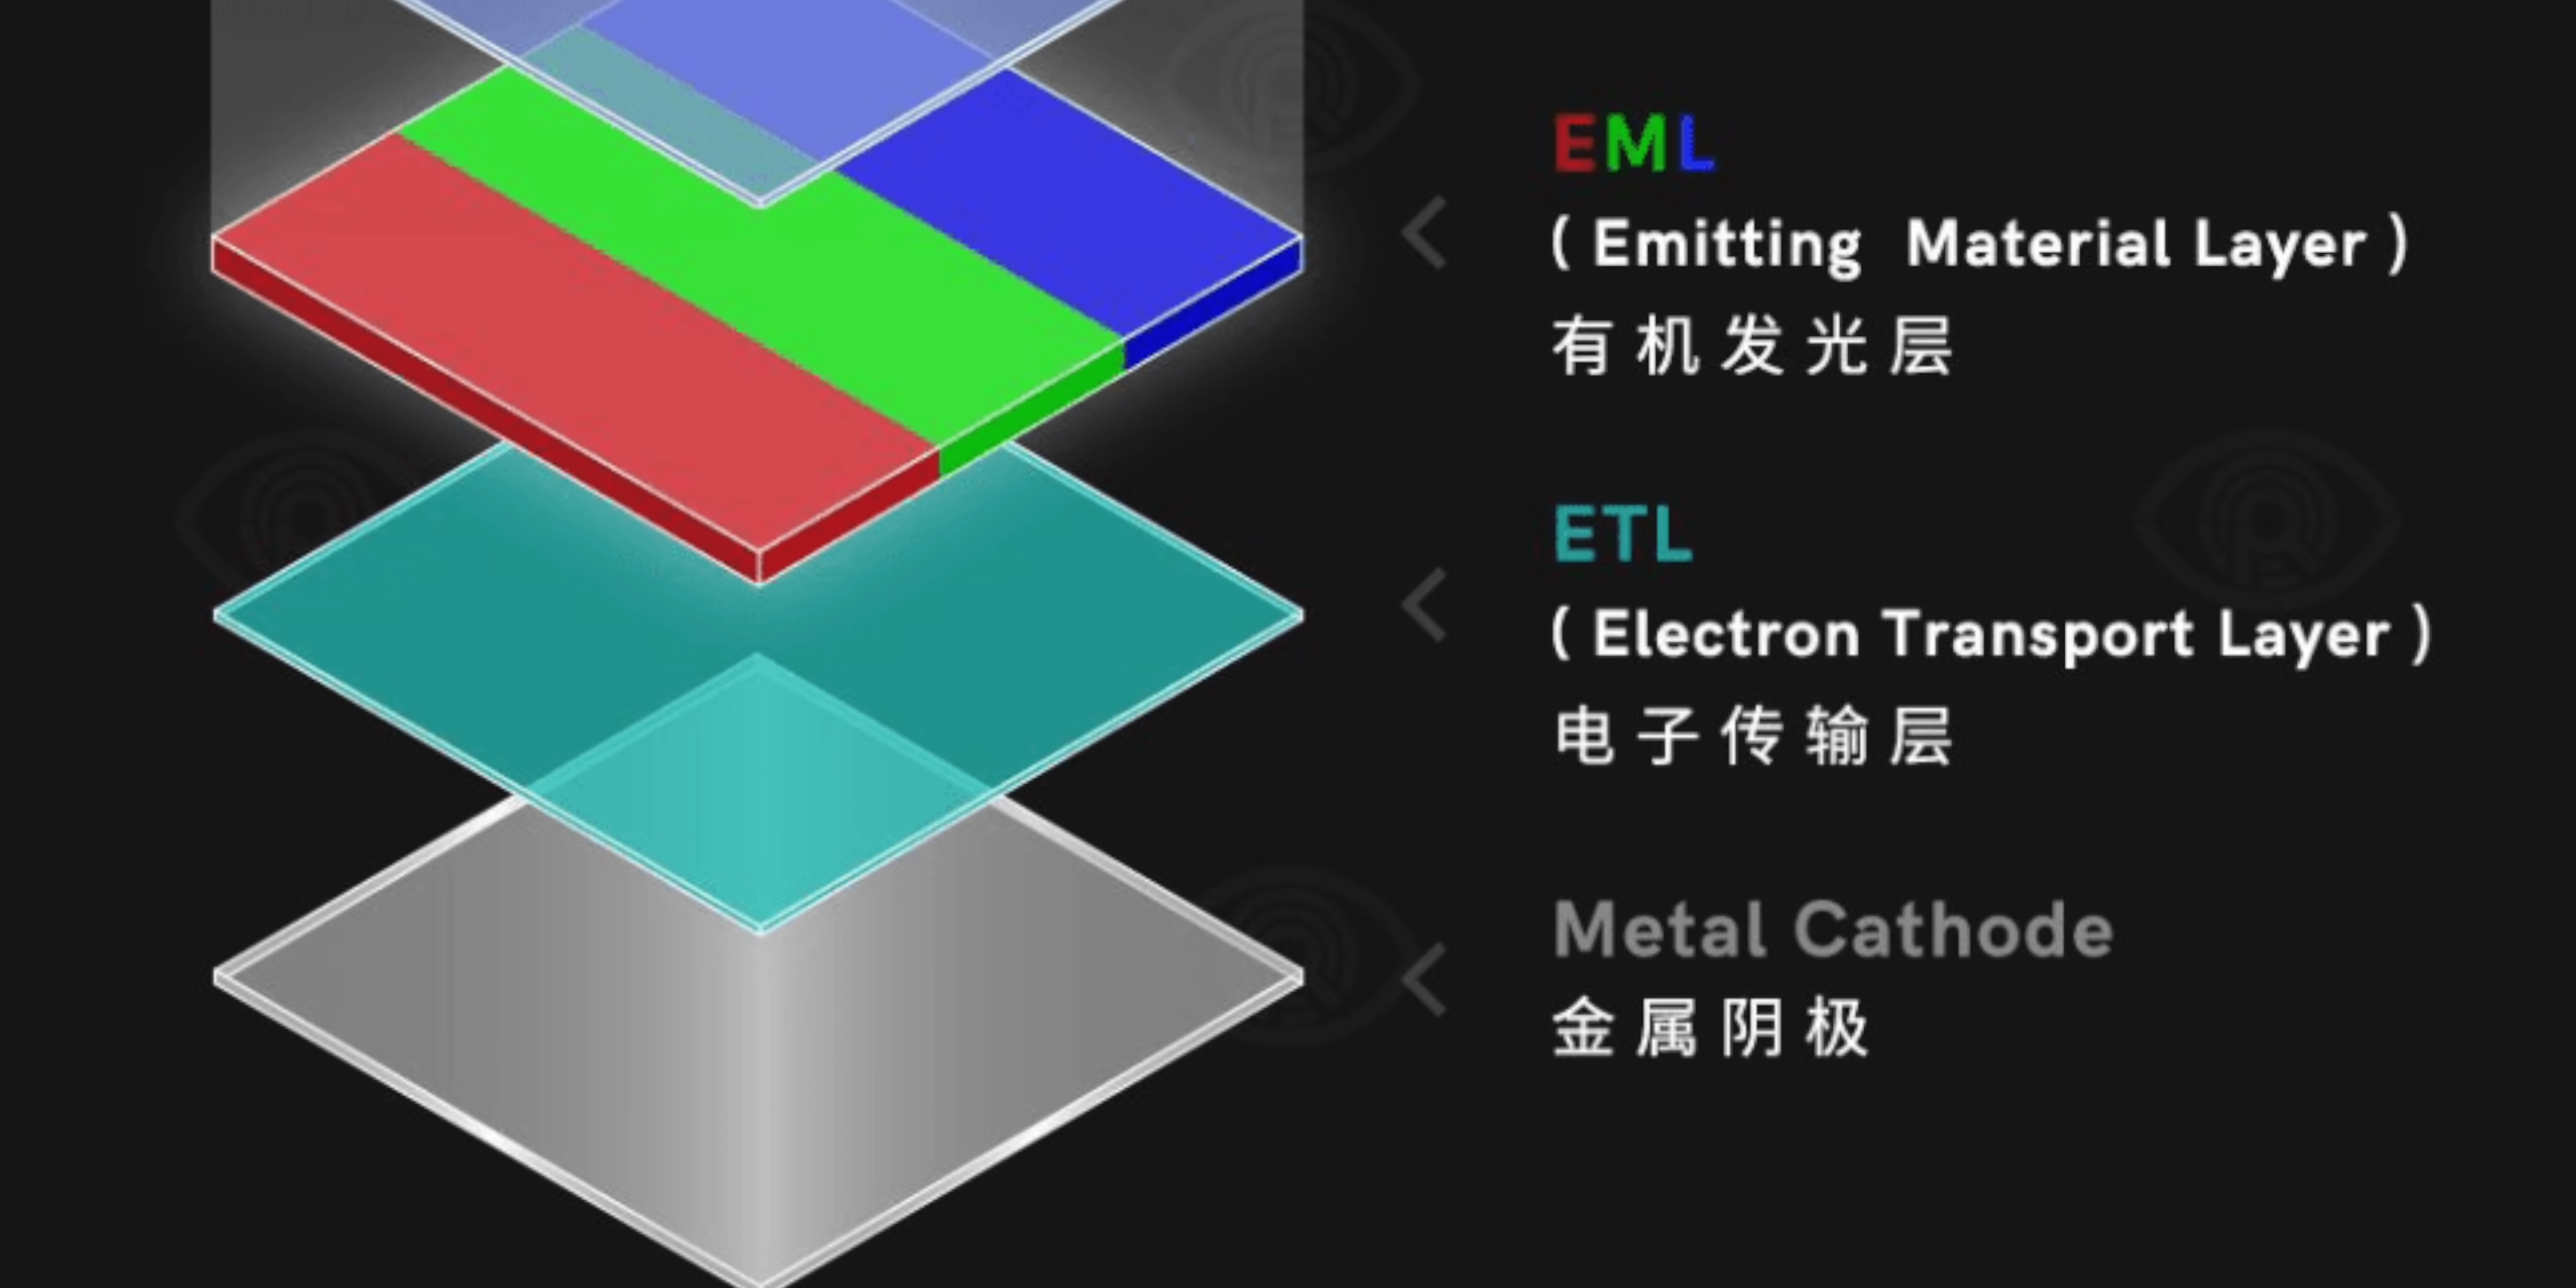 EML
( Emitting Material Layer )
有机发光层
ETL
( Electron Transport Layer )
电子传输层
Metal Cathode
金属阴极